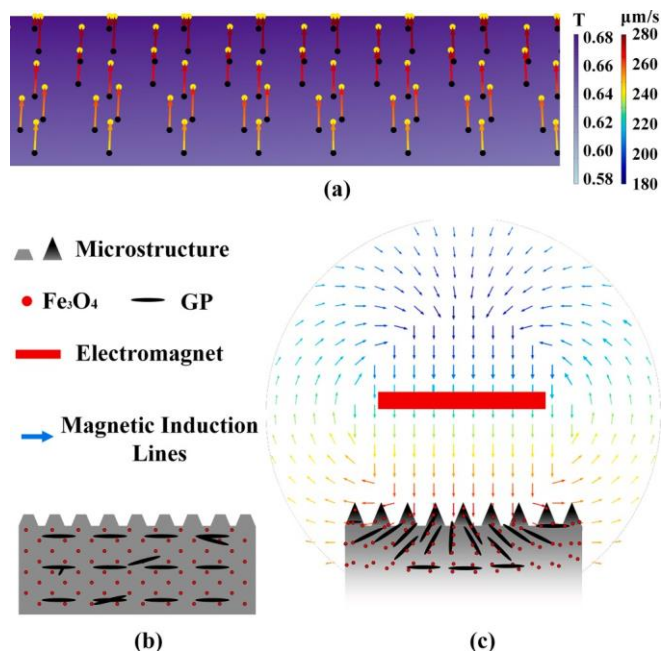 T
μm/s
0.68
0.66
0.64
0.62
0.60
0.58
280
260
240
220
200
180
(a)
Microstructure
Fe₃O₄
GP
Electromagnet
Magnetic Induction
Lines
(b)
(c)